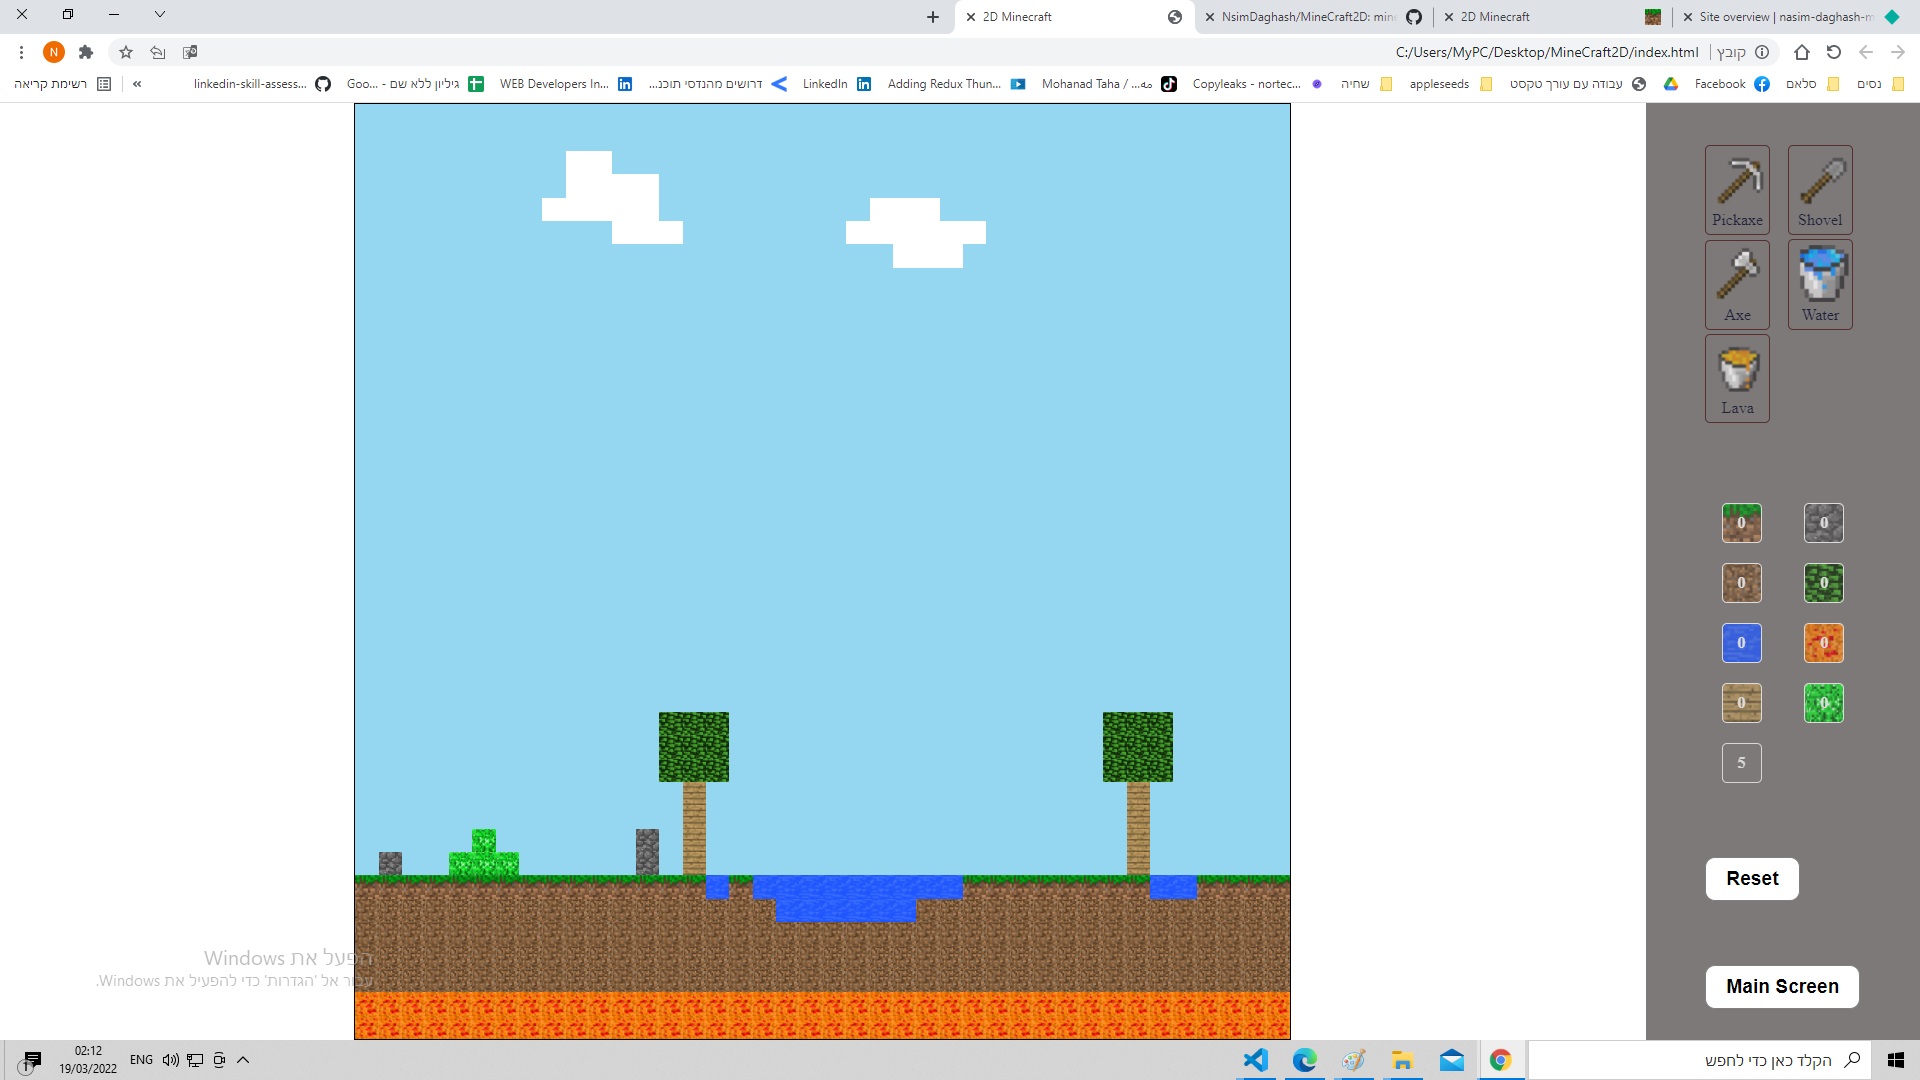 2D Minecraft
NsimDaghash/MineCraft2D: min
2D Minecraft
Site overview | nasim-daghash-m
N
C:/Users/MyPC/Desktop/MineCraft2D/index.html
קובץ
רשימת קריאה
«
linkedin-skill-assess...
גיליון ללא שם - Goo...
WEB Developers In...
דרושים מהנדסי תוכנ...
LinkedIn
Adding Redux Thun...
Mohanad Taha / ...مه
Copyleaks - nortec...
שחיה
appleseeds
עבודה עם עורך טקסט
Facebook
סלאם
נסים
Pickaxe
Shovel
Axe
Water
Lava
0
0
0
0
0
0
0
0
5
Reset
Main Screen
הפעל את Windows
עבור אל 'הגדרות' כדי להפעיל את Windows.
02:12
19/03/2022
ENG
1
הקלד כאן כדי לחפש